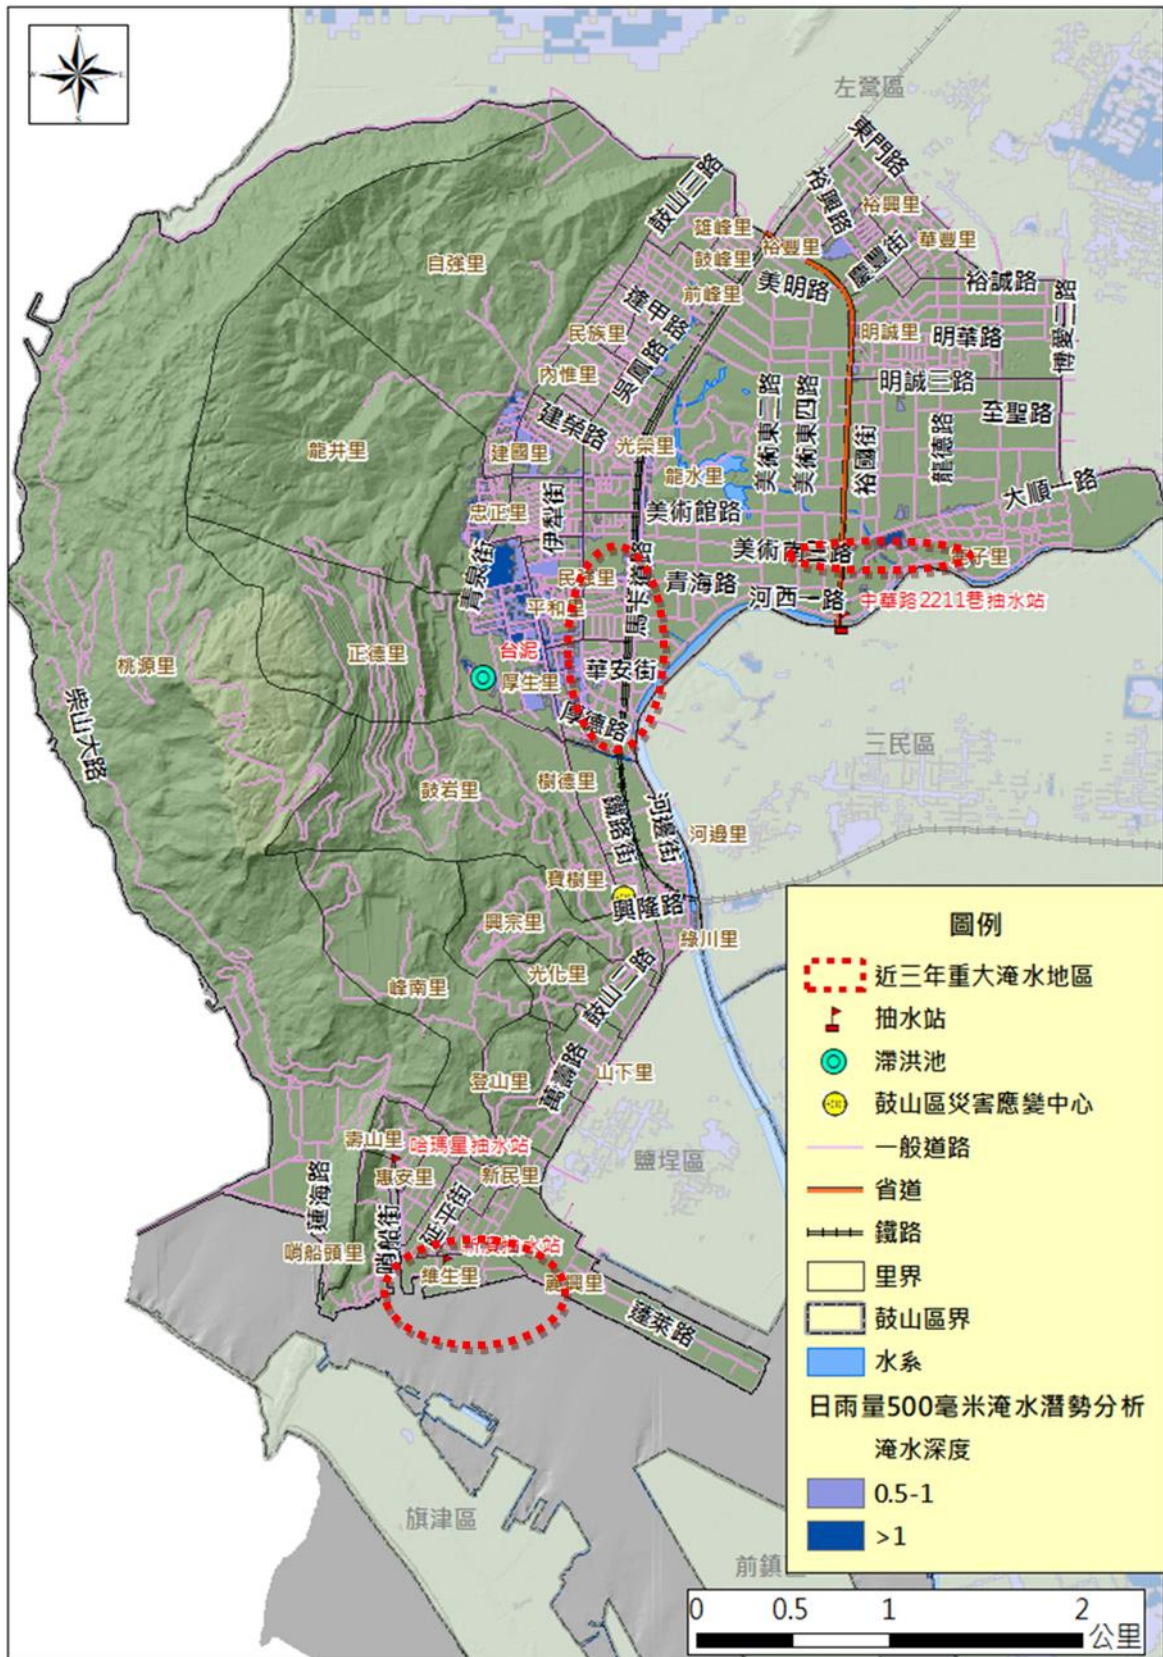 N
W
E
S
左營區
東門路
鼓山三路
裕興路
裕興里
雄峰里
裕豐里
慶豐街
華豐里
自強里
鼓峰里
美明路
裕誠路
前峰里
逢甲路
博愛二路
民族里
明誠里
明華路
吳鳳路
內惟里
美術東二路
美術東四路
明誠三路
建榮路
至聖路
龍井里
建國里
光榮里
裕國街
龍德路
龍水里
大順一路
忠正里
伊犁街
美術館路
青泉街
民強里
馬卡道路
青海路
平和里
河西一路
中華路2211巷抽水站
桃源里
正德里
台泥
華安街
厚生里
柴山大路
厚德路
三民區
鼓岩里
樹德里
鐵路街
河邊街
河邊里
寶樹里
興隆路
興宗里
綠川里
光化里
鼓山二路
峰南里
登山里
萬壽路
山下里
壽山里
哈瑪星抽水站
惠安里
新民里
鹽埕區
蓮海路
延平街
哨船街
哨船頭里
維生里
麗興里
蓬萊路
旗津區
前鎮
圖例
近三年重大淹水地區
抽水站
滯洪池
鼓山區災害應變中心
一般道路
省道
鐵路
里界
鼓山區界
水系
日雨量500毫米淹水潛勢分析
淹水深度
0.5-1
>1
0
0.5
1
2
公里